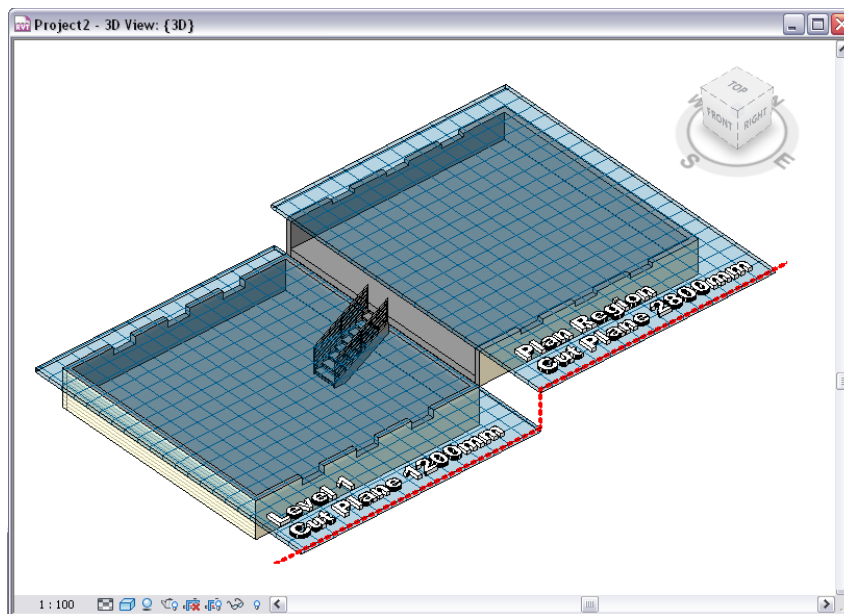 Project2 - 3D View: {3D}
TOP
FRONT
RIGHT
W
N
S
E
Plan Region
Cut Plane 2800mm
Level 1
Cut Plane 1200mm
1 : 100